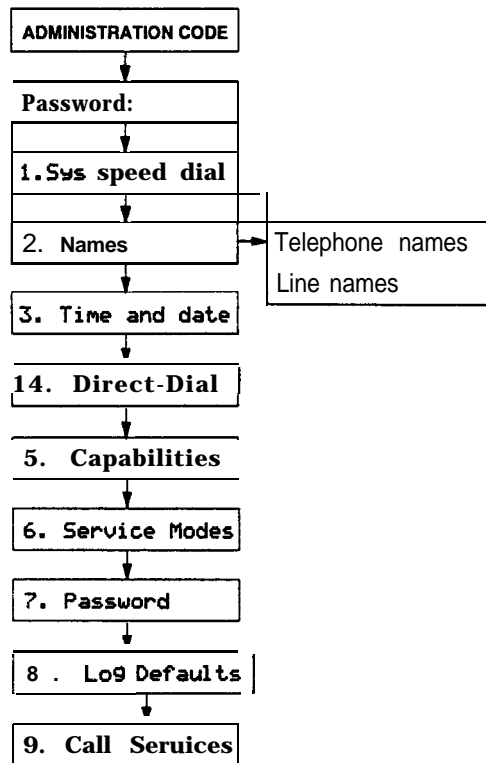 ADMINISTRATION CODE
Password:
1.Sys speed dial
2. Names
Telephone names
Line names
3. Time and date
14. Direct-Dial
5. Capabilities
6. Service Modes
7. Password
8 . Log Defaults
9. Call Seruices